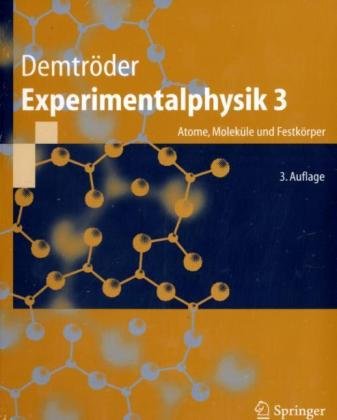 Demtröder
Experimentalphysik 3
Atome, Moleküle und Festkörper
3. Auflage
Springer